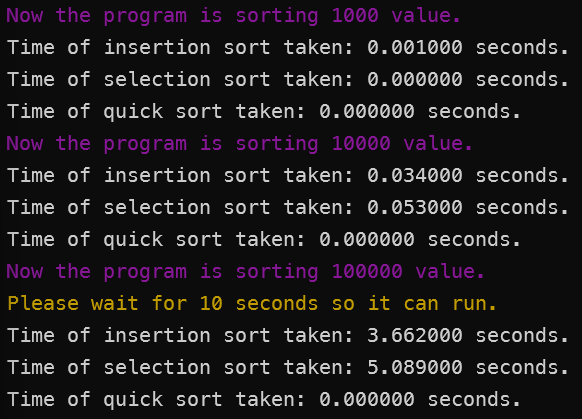 Now the program is sorting 1000 value.
Time of insertion sort taken: 0.001000 seconds.
Time of selection sort taken: 0.000000 seconds.
Time of quick sort taken: 0.000000 seconds.
Now the program is sorting 10000 value.
Time of insertion sort taken: 0.034000 seconds.
Time of selection sort taken: 0.053000 seconds.
Time of quick sort taken: 0.000000 seconds.
Now the program is sorting 100000 value.
Please wait for 10 seconds so it can run.
Time of insertion sort taken: 3.662000 seconds.
Time of selection sort taken: 5.089000 seconds.
Time of quick sort taken: 0.000000 seconds.